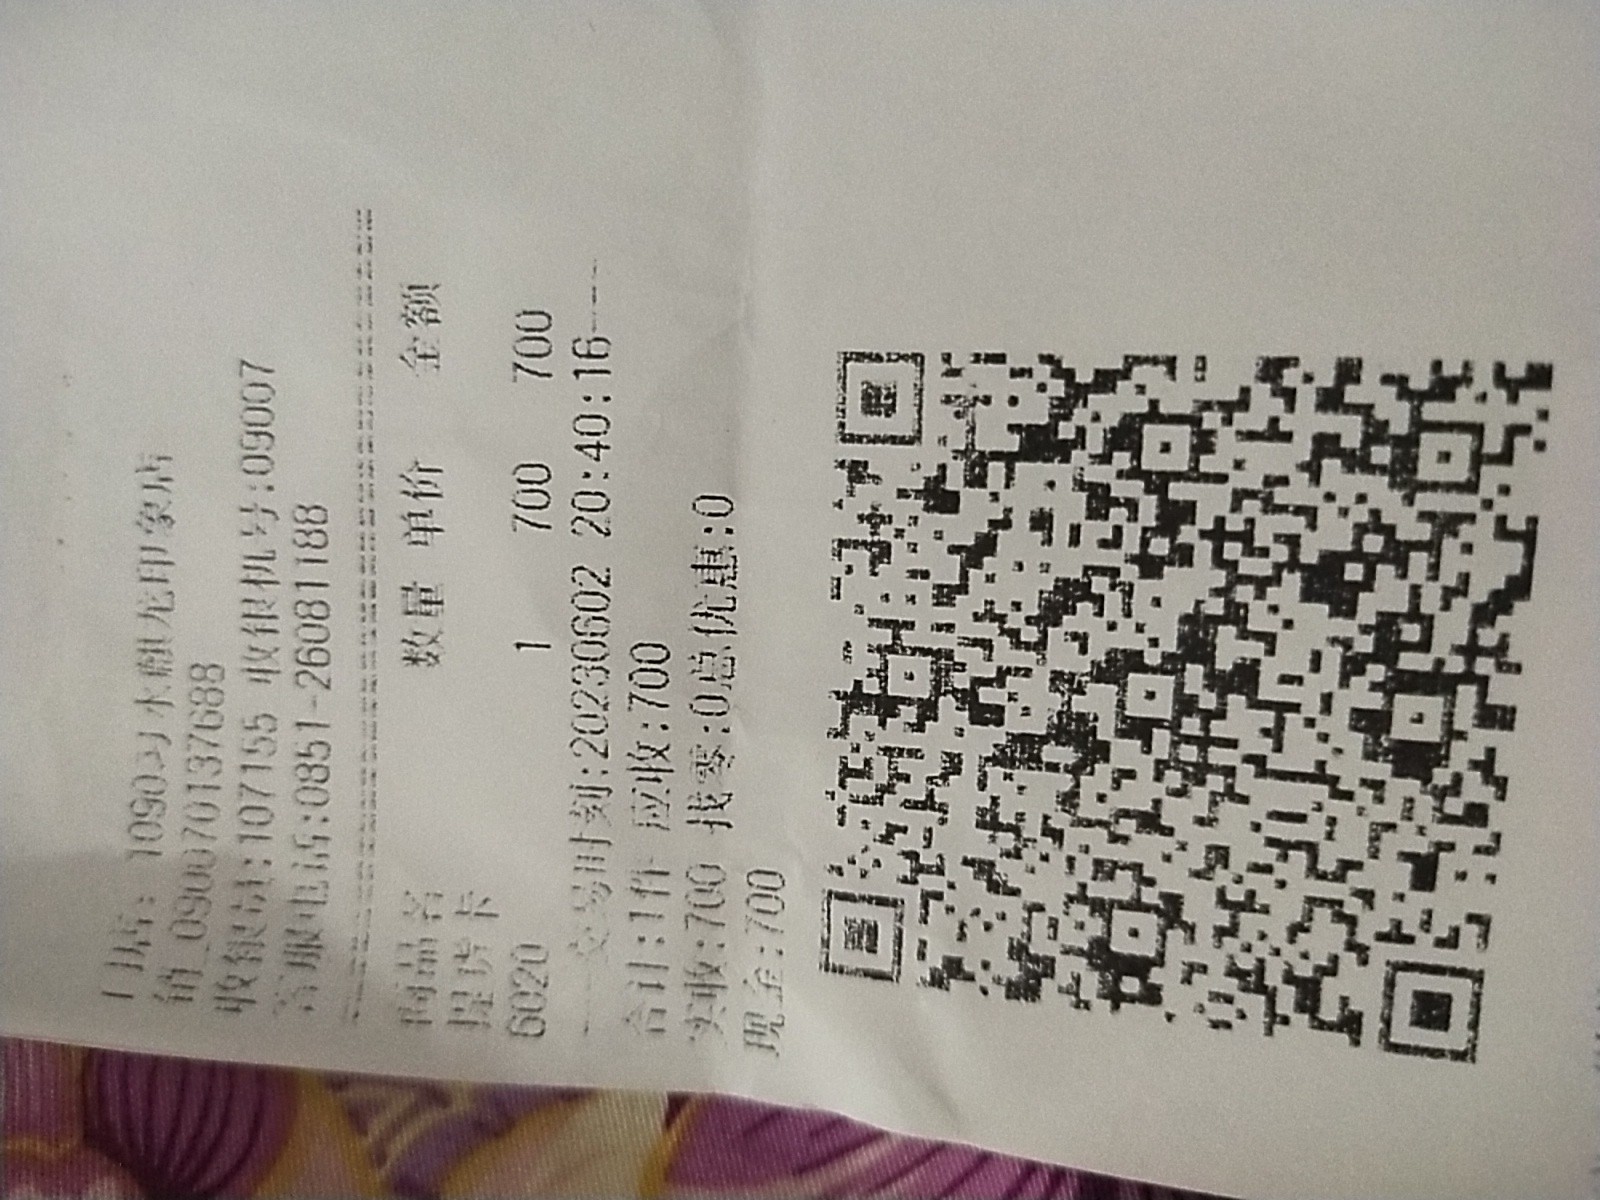 门店: 10902习水麒龙印象店
销_09007070137688
收银员:107155 收银机号:09007
客服电话:0851-26081188
商品名 数量 单价 金额
提货卡
6020 1 700 700
交易时刻:20230602 20:40:16
合计:1件 应收:700
实收:700 找零:0总优惠:0
现金:700